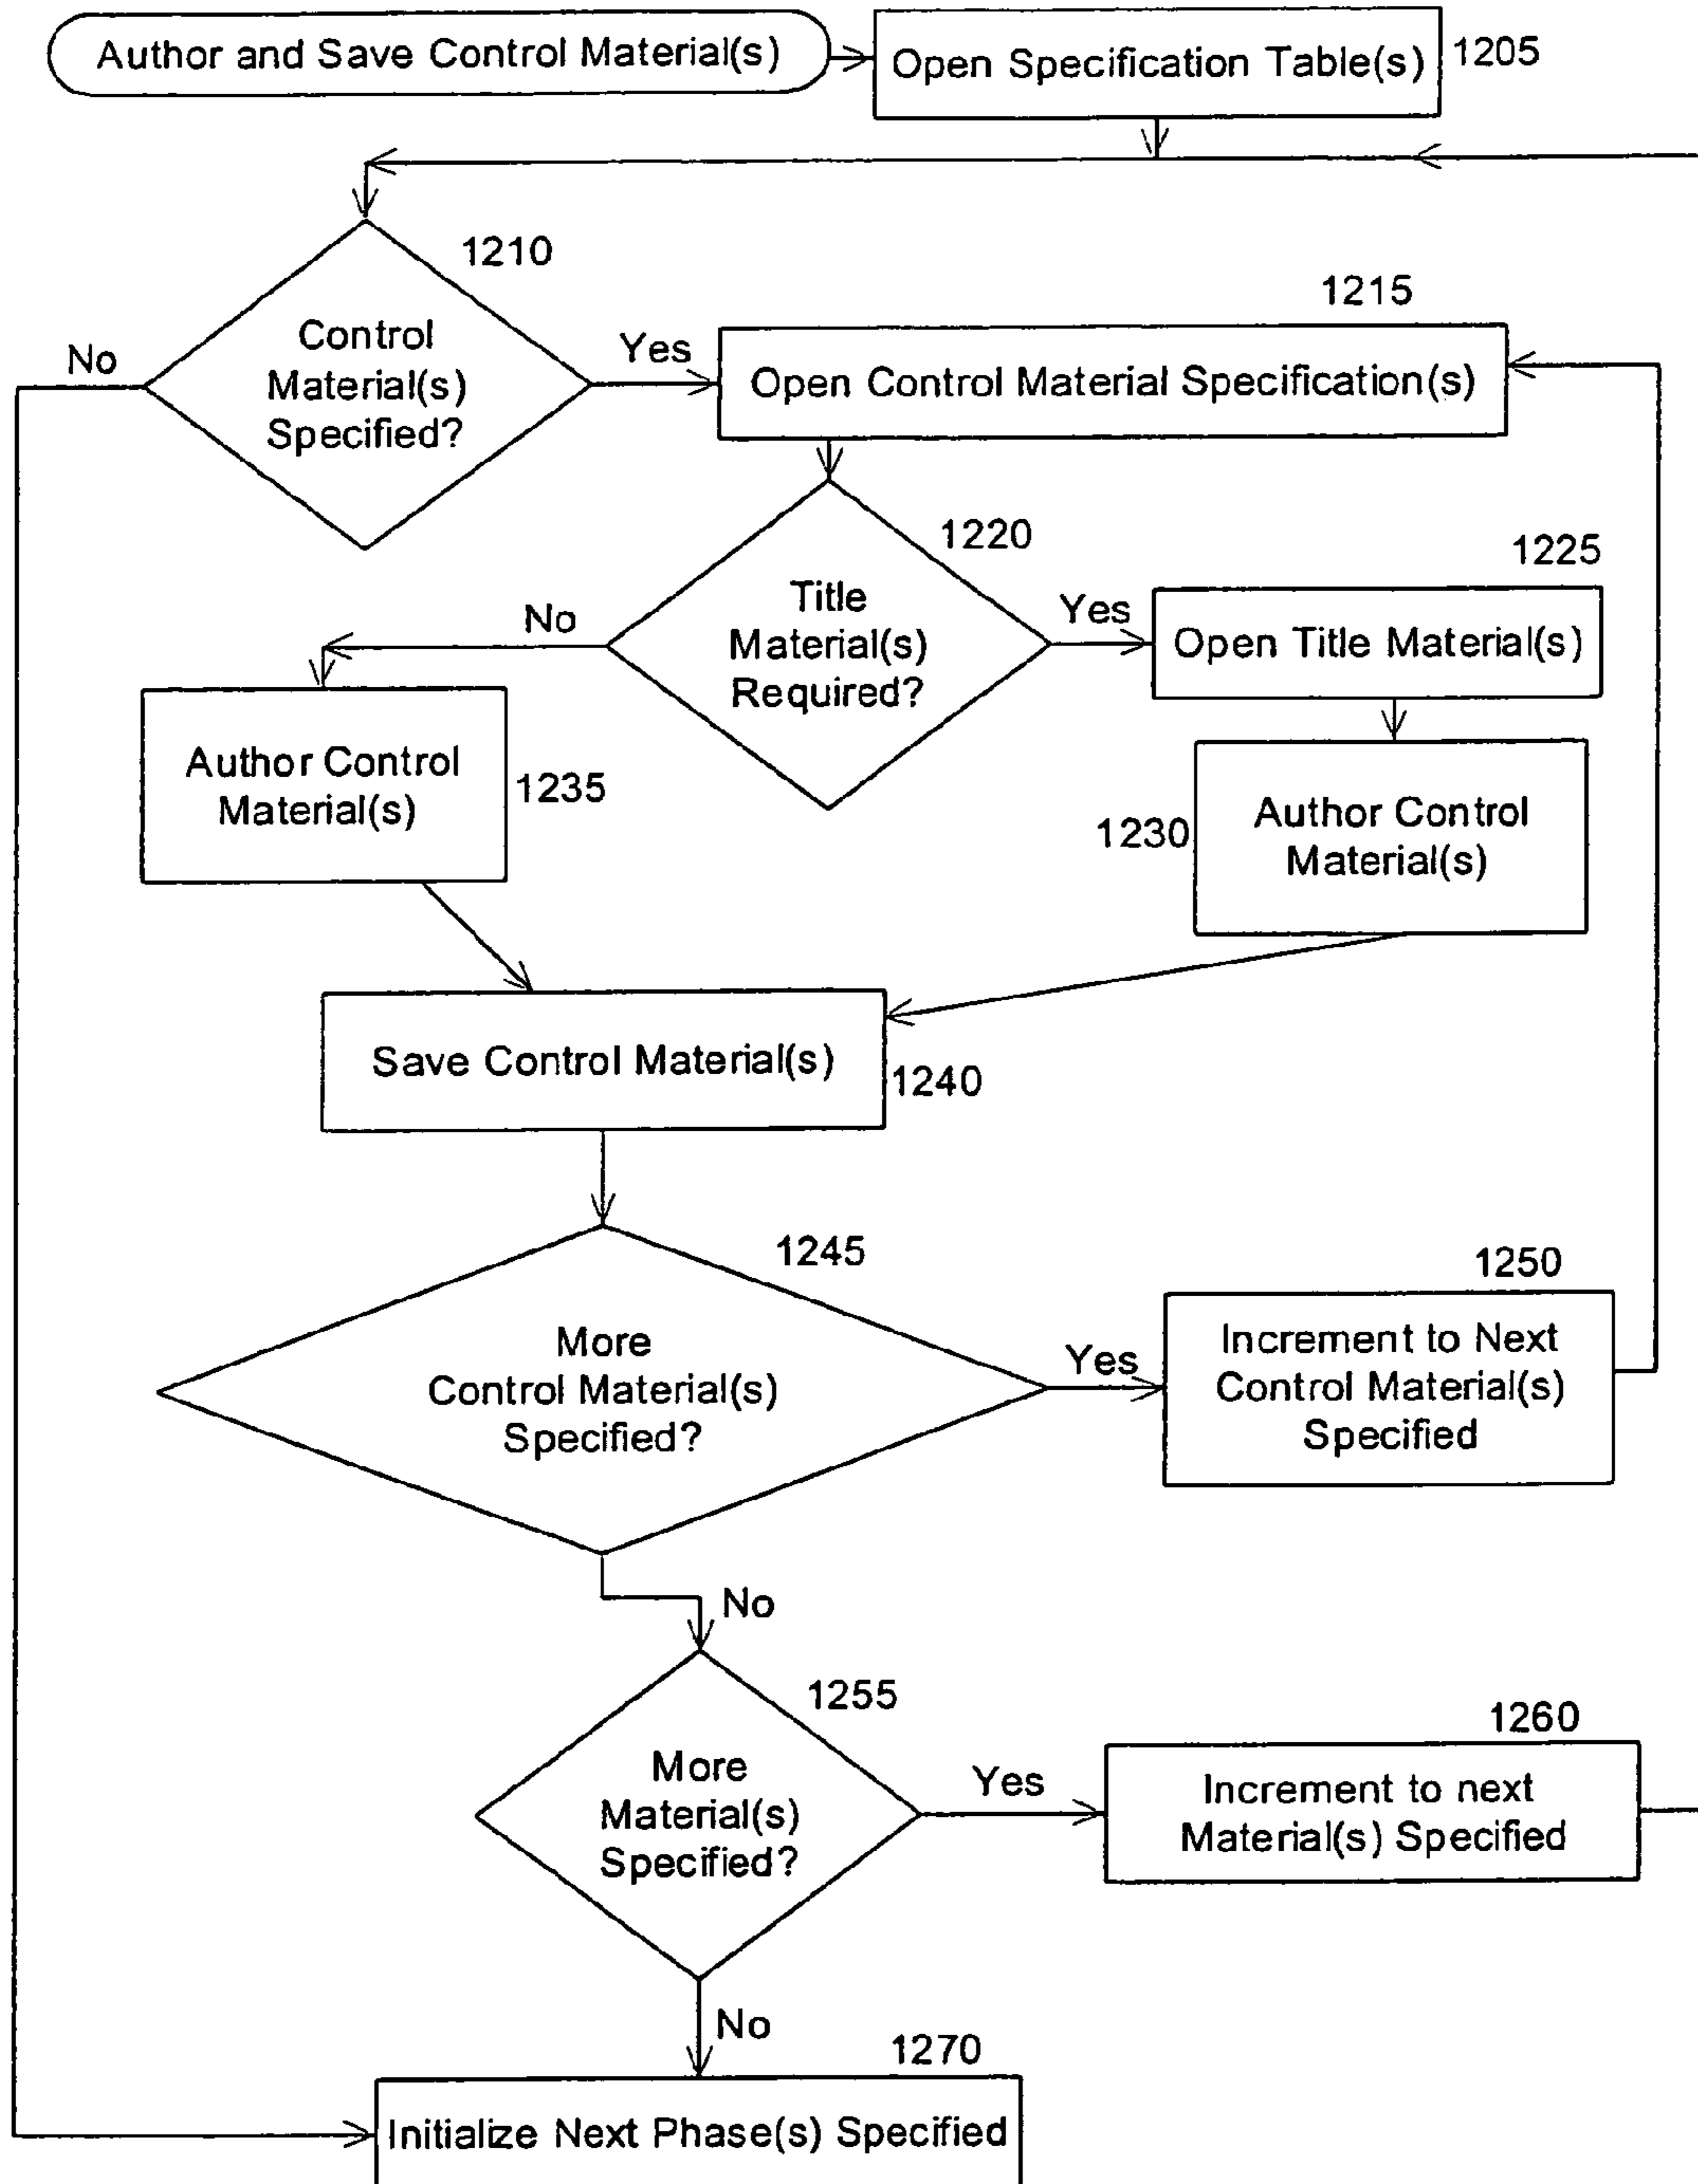 Author and Save Control Material(s)
Open Specification Table(s)
1205
1210
Control
Material(s)
Specified?
No
Yes
1215
Open Control Material Specification(s)
1220
Title
Material(s)
Required?
No
Yes
1225
Open Title Material(s)
Author Control
Material(s)
1235
1230
Author Control
Material(s)
Save Control Material(s)
1240
1245
More
Control Material(s)
Specified?
Yes
1250
Increment to Next
Control Material(s)
Specified
No
1255
More
Material(s)
Specified?
Yes
1260
Increment to next
Material(s) Specified
No
1270
Initialize Next Phase(s) Specified